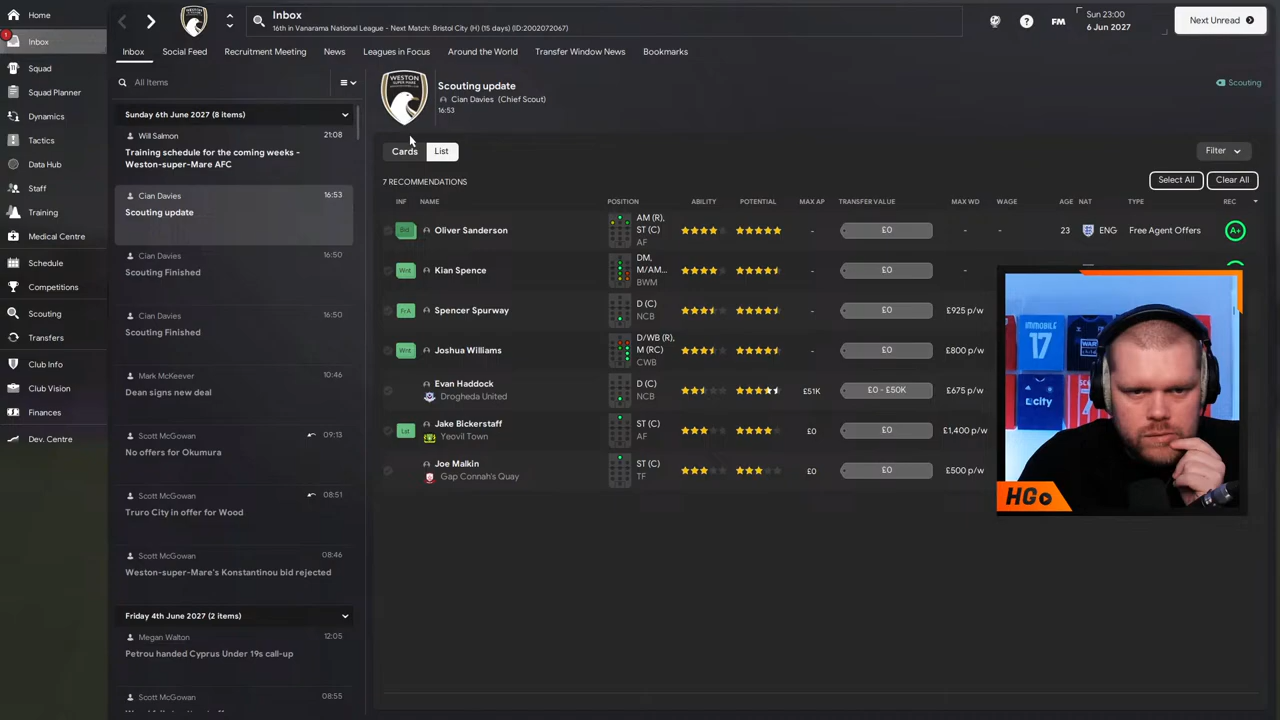 Home
Inbox
Squad
Squad Planner
Dynamics
Tactics
Data Hub
Staff
Training
Medical Centre
Schedule
Competitions
Scouting
Transfers
Club Info
Club Vision
Finances
Dev. Centre
1
Inbox
16th in Vanarama National League - Next Match: Bristol City (H) (15 days) (ID:2002072067)
?
FM
Sun 23:00
6 Jun 2027
Next Unread
Inbox
Social Feed
Recruitment Meeting
News
Leagues in Focus
Around the World
Transfer Window News
Bookmarks
All Items
Sunday 6th June 2027 (8 items)
Will Salmon 21:08
Training schedule for the coming weeks -
Weston-super-Mare AFC
Cian Davies 16:53
Scouting update
Cian Davies 16:50
Scouting Finished
Cian Davies 16:50
Scouting Finished
Mark McKeever 10:46
Dean signs new deal
Scott McGowan 09:13
No offers for Okumura
Scott McGowan 08:51
Truro City in offer for Wood
Scott McGowan 08:46
Weston-super-Mare's Konstantinou bid rejected
Friday 4th June 2027 (2 items)
Megan Walton 12:05
Petrou handed Cyprus Under 19s call-up
Scott McGowan 08:55
WESTON
SUPER MARE
Scouting update
Cian Davies (Chief Scout)
16:53
Scouting
Cards List
Filter
7 RECOMMENDATIONS
Select All
Clear All
INF NAME POSITION ABILITY POTENTIAL MAX AP TRANSFER VALUE MAX WD WAGE AGE NAT TYPE REC
Bid Oliver Sanderson AM (R), ST (C) AF - £0 - - 23 ENG Free Agent Offers A+
Wnt Kian Spence DM, M/AM... BWM - £0 -
FrA Spencer Spurway D (C) NCB - £0 £925 p/w
Wnt Joshua Williams D/WB (R), M (RC) CWB - £0 £800 p/w
Evan Haddock Drogheda United D (C) NCB £51K £0 - £50K £675 p/w
Lst Jake Bickerstaff Yeovil Town ST (C) AF £0 £0 £1,400 p/w
Joe Malkin Gap Connah's Quay ST (C) TF £0 £0 £500 p/w
IMMOBILE
17
WAR
city
HGO